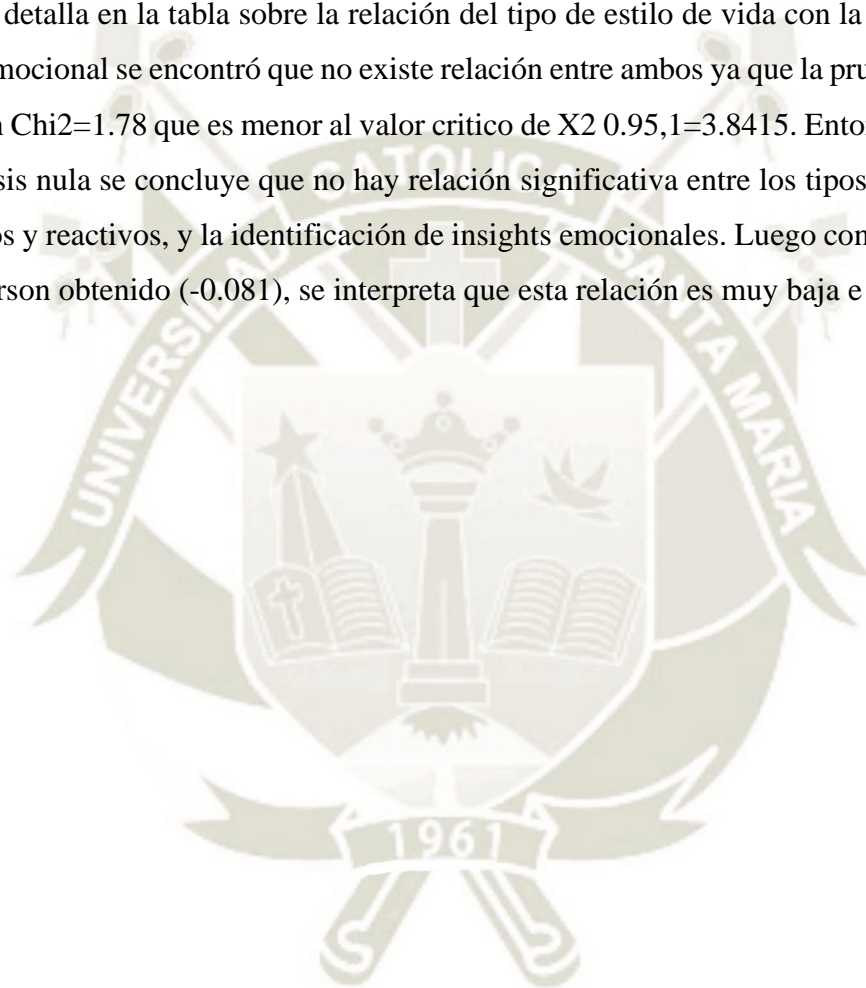 detalla en la tabla sobre la relación del tipo de estilo de vida con la
mocional se encontró que no existe relación entre ambos ya que la pru
Chi2=1.78 que es menor al valor critico de X2 0.95,1=3.8415. Ento
sis nula se concluye que no hay relación significativa entre los tipos
os y reactivos, y la identificación de insights emocionales. Luego con
rson obtenido (-0.081), se interpreta que esta relación es muy baja e
UNIVERSIDAD CATOLICA SANTA MARIA
1961